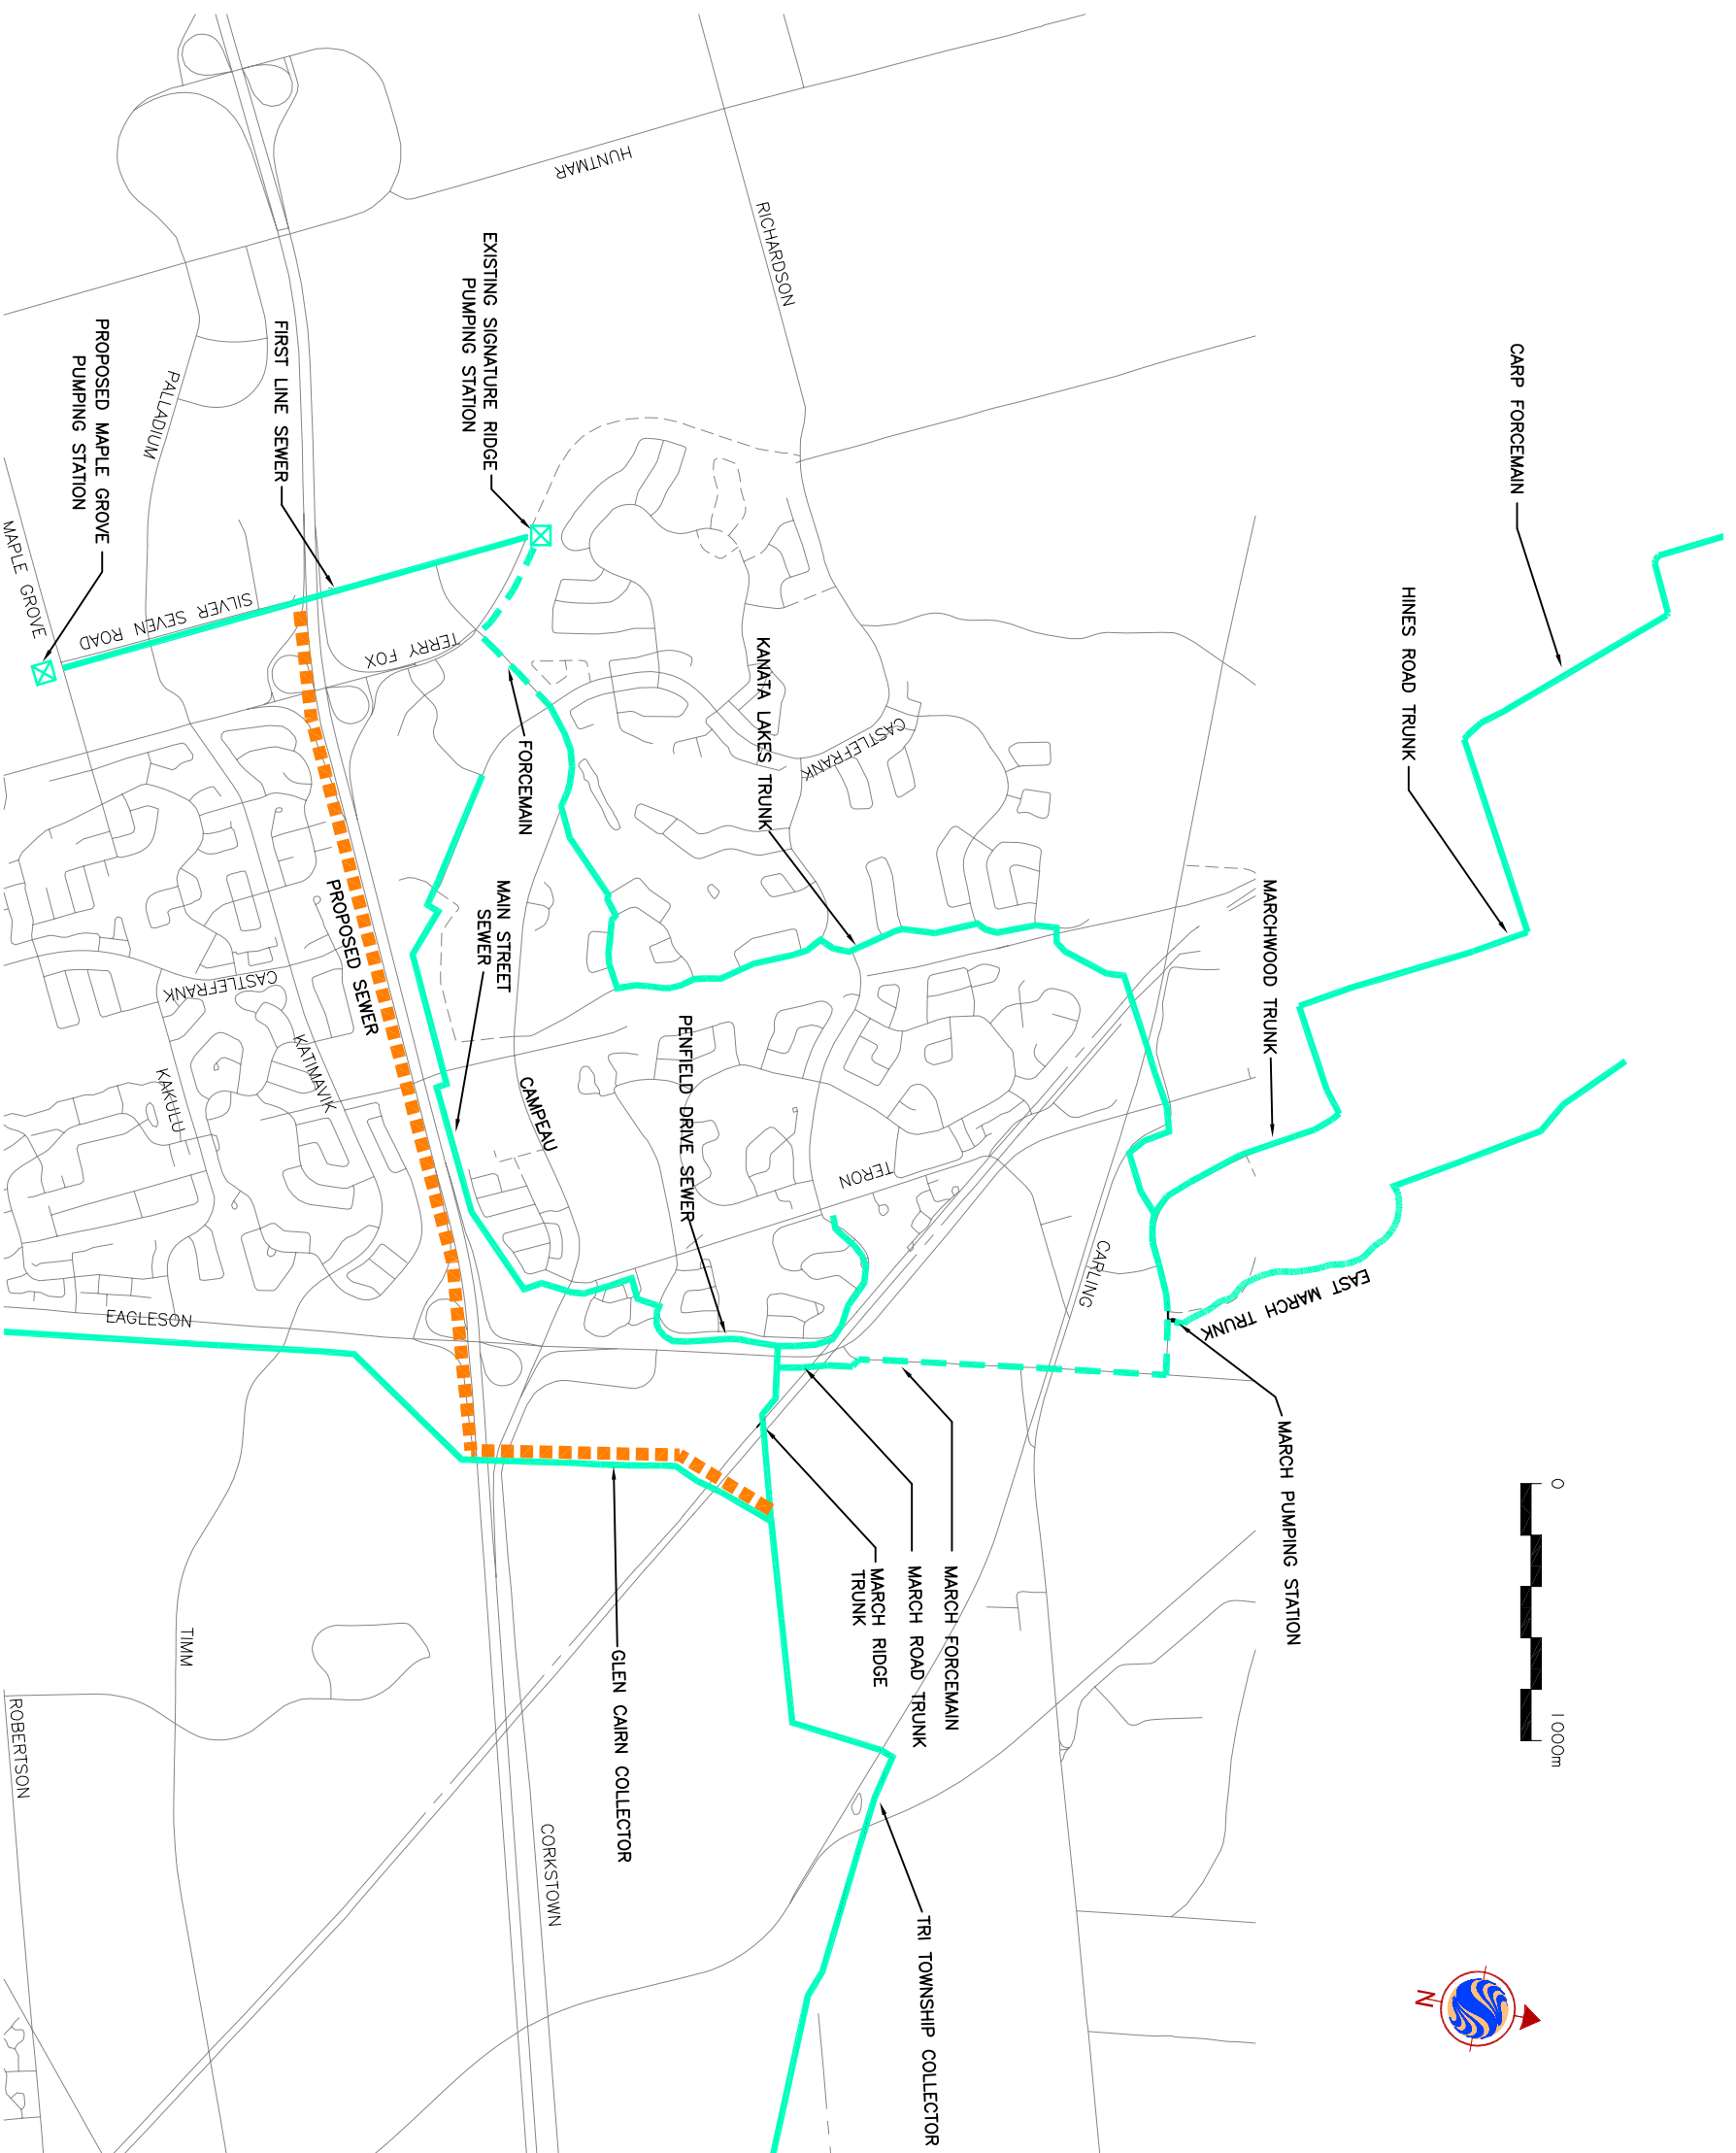 CARP FORCEMAIN
HINES ROAD TRUNK
MARCHWOOD TRUNK
EAST MARCH TRUNK
MARCH PUMPING STATION
0
1000m
N
HUNTMAR
RICHARDSON
EXISTING SIGNATURE RIDGE
PUMPING STATION
FIRST LINE SEWER
PALLADIUM
PROPOSED MAPLE GROVE
PUMPING STATION
MAPLE GROVE
SILVER SEVEN ROAD
TERRY FOX
FORCEMAIN
KANATA LAKES TRUNK
CASTLEFRANK
MAIN STREET
SEWER
PROPOSED SEWER
CASTLEFRANK
KATIMAVIK
KAKULU
CAMPEAU
PENFIELD DRIVE SEWER
TERON
CARLING
EAGLESON
MARCH FORCEMAIN
MARCH ROAD TRUNK
MARCH RIDGE
TRUNK
GLEN CAIRN COLLECTOR
TIMM
ROBERTSON
CORKSTOWN
TRI TOWNSHIP COLLECTOR